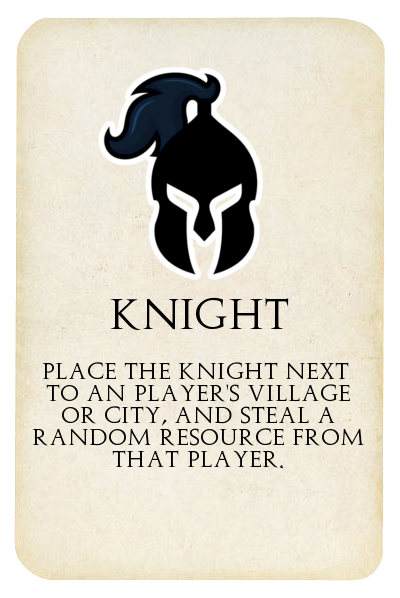 KNIGHT
PLACE THE KNIGHT NEXT
TO AN PLAYER'S VILLAGE
OR CITY, AND STEAL A
RANDOM RESOURCE FROM
THAT PLAYER.